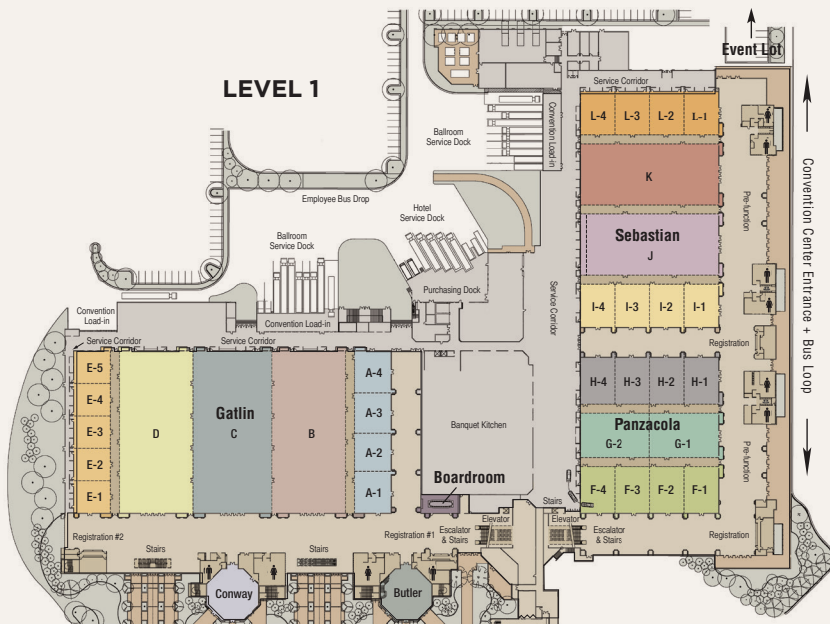 Event Lot
LEVEL 1
Service Corridor
L-4 L-3 L-2 L-1
Ballroom
Service Dock
Convention Load-in
K
Employee Bus Drop
Pre-function
Convention Center Entrance + Bus Loop
Hotel
Service Dock
Sebastian
J
Ballroom
Service Dock
Purchasing Dock
Service Corridor
I-4 I-3 I-2 I-1
Convention
Load-in
Convention Load-in
Registration
Service Corridor
Service Corridor
E-5
E-4
E-3
E-2
E-1
D
Gatlin
C
B
A-4
A-3
A-2
A-1
Banquet Kitchen
H-4 H-3 H-2 H-1
Panzacola
G-2 G-1
Pre-function
F-4 F-3 F-2 F-1
Boardroom
Stairs
Registration #2
Stairs
Stairs
Registration #1
Elevator
Escalator
& Stairs
Elevator
Escalator
& Stairs
Registration
Conway
Butler